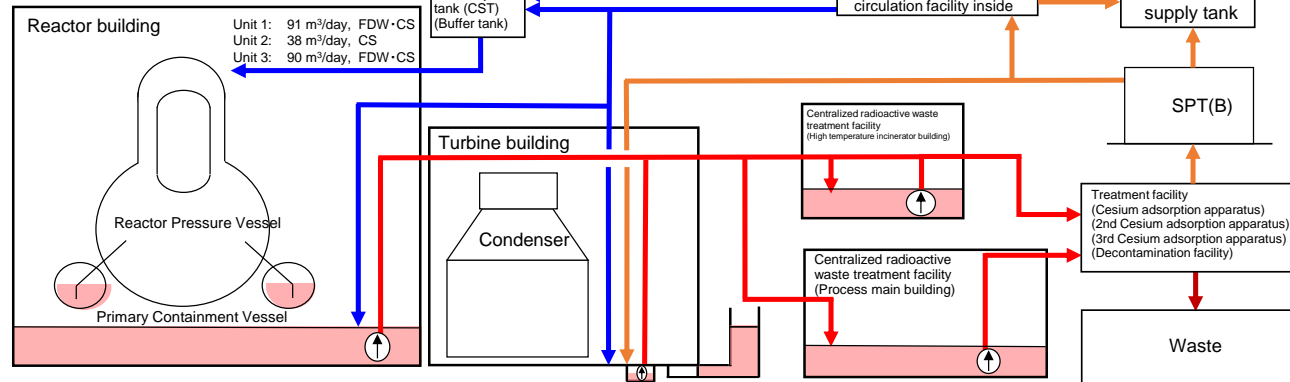 Reactor building
Unit 1: 91 m³/day, FDW・CS
Unit 2: 38 m³/day, CS
Unit 3: 90 m³/day, FDW・CS
tank (CST)
(Buffer tank)
circulation facility inside
supply tank
SPT(B)
Turbine building
Centralized radioactive waste
treatment facility
(High temperature incinerator building)
Reactor Pressure Vessel
Condenser
Treatment facility
(Cesium adsorption apparatus)
(2nd Cesium adsorption apparatus)
(3rd Cesium adsorption apparatus)
(Decontamination facility)
Centralized radioactive
waste treatment facility
(Process main building)
Primary Containment Vessel
Waste